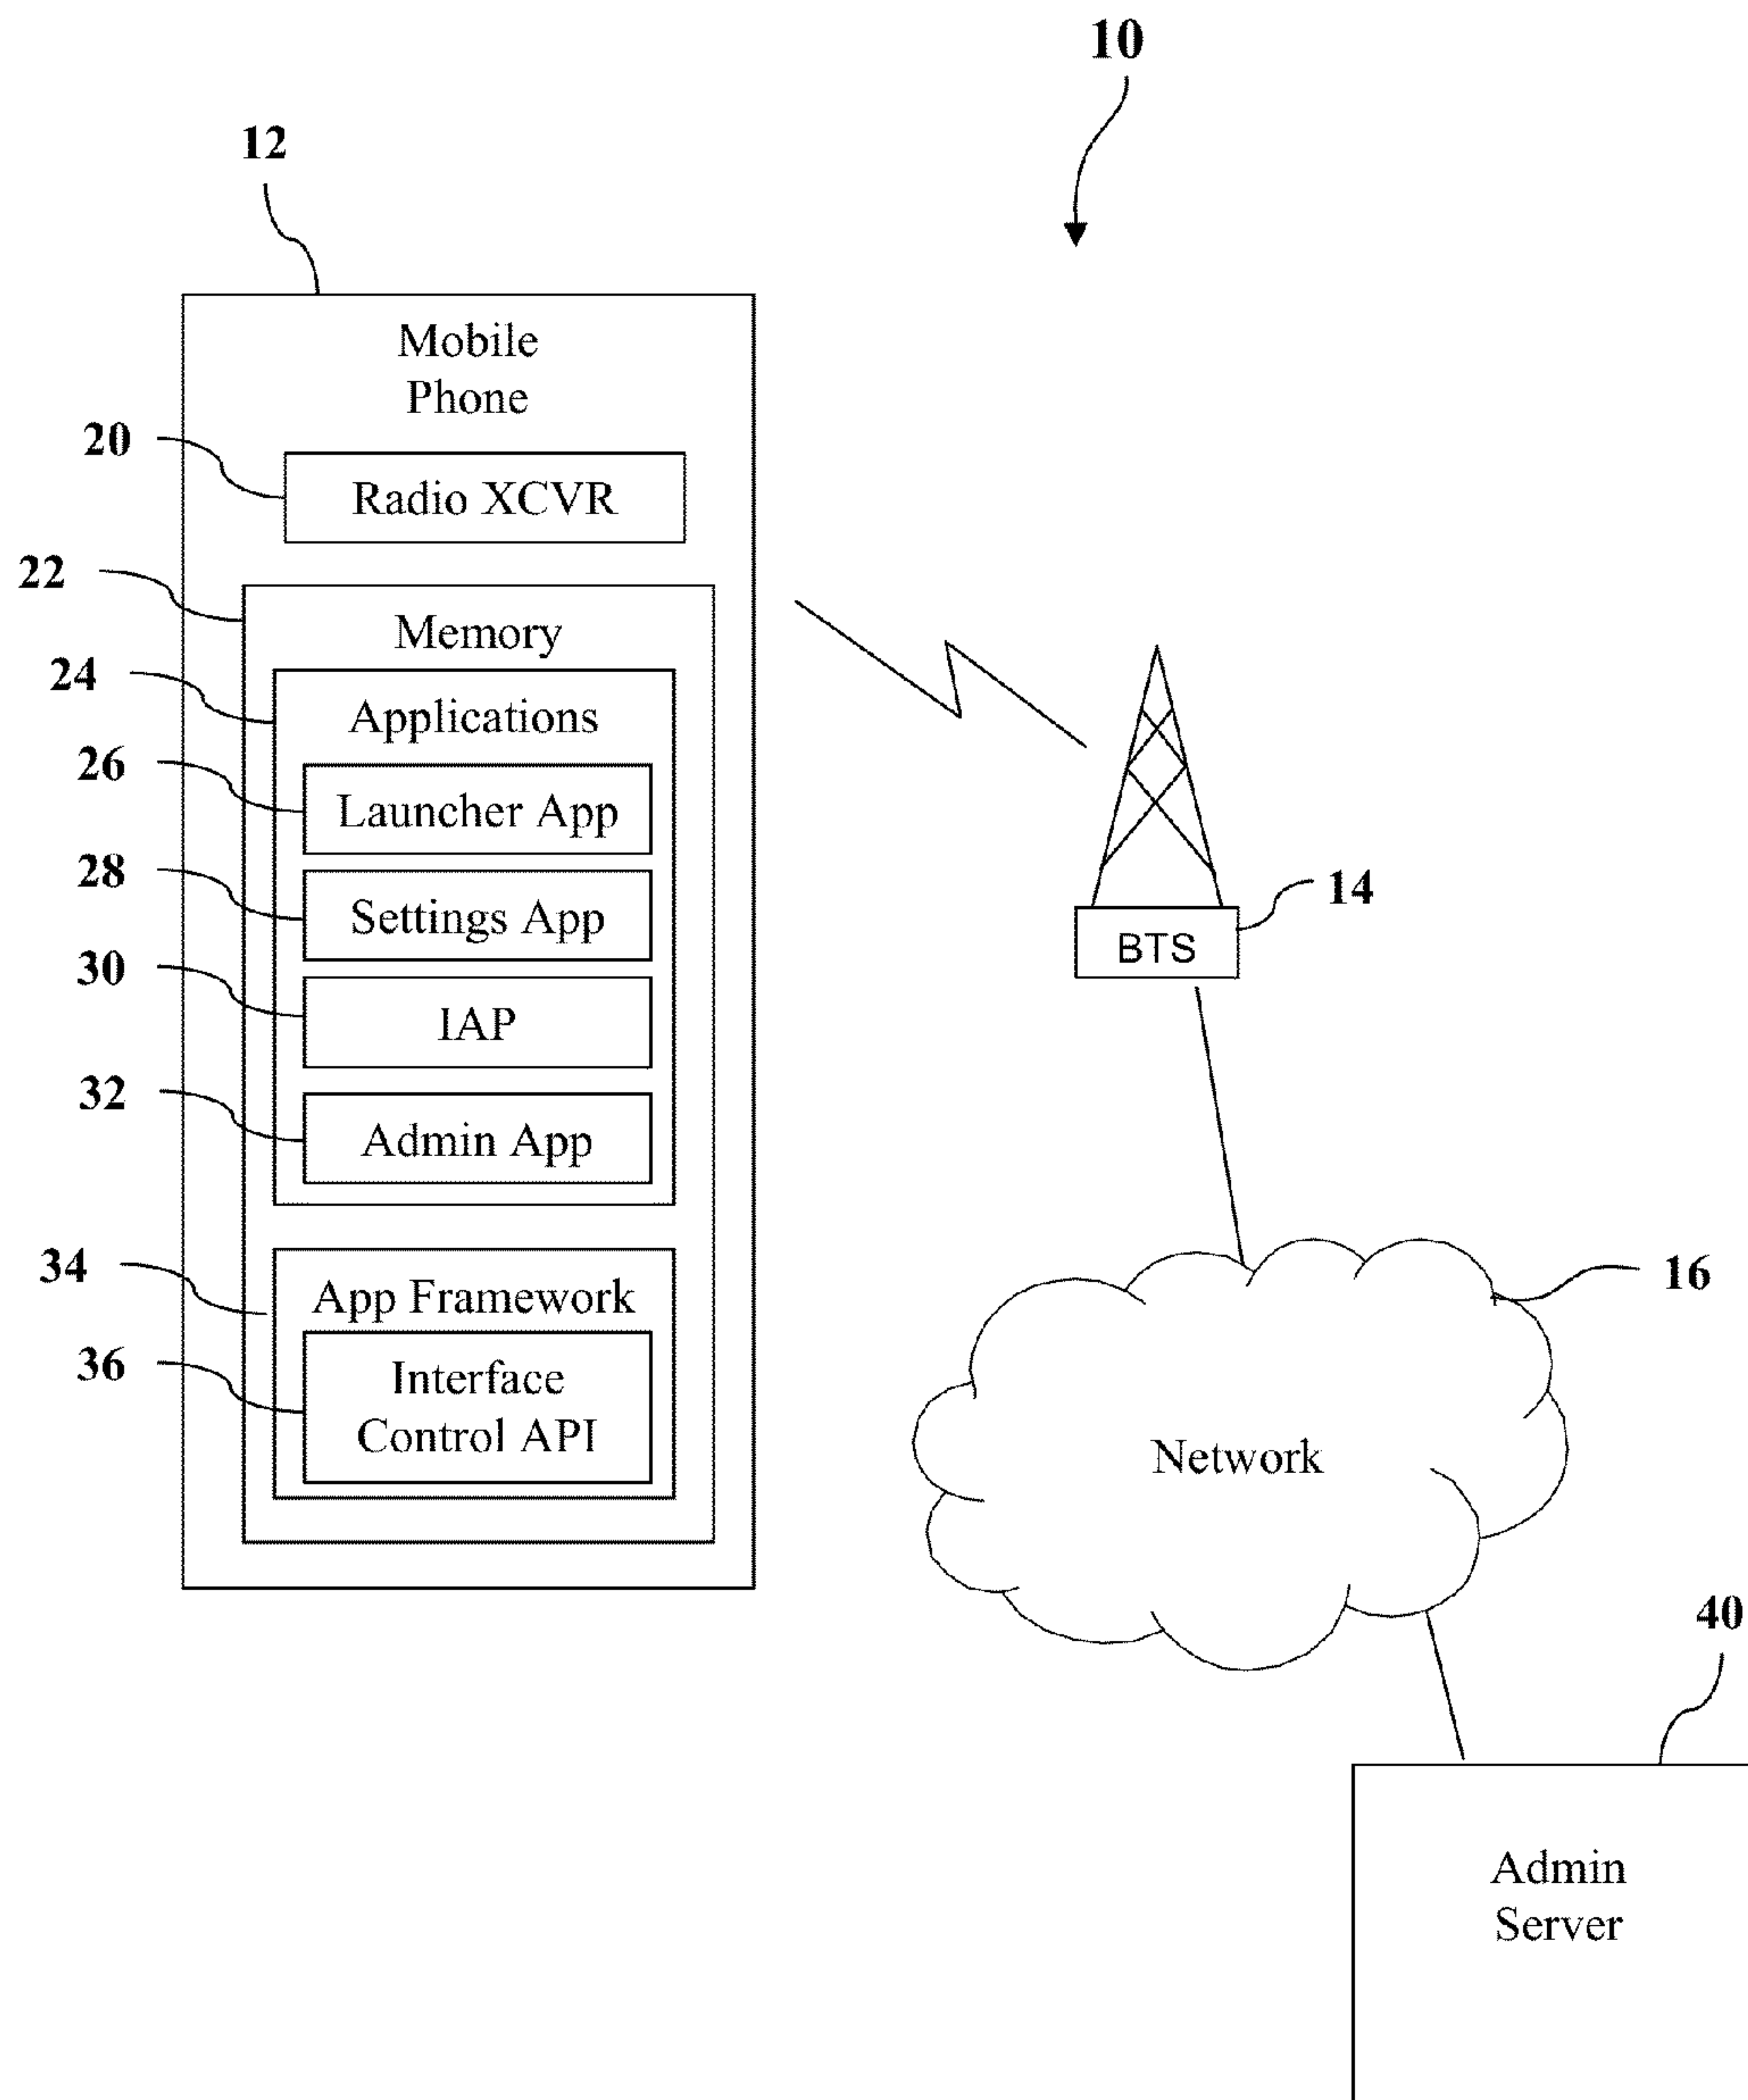 10
12
Mobile
Phone
20
Radio XCVR
22
Memory
24
Applications
26
Launcher App
28
Settings App
14
BTS
30
IAP
32
Admin App
34
App Framework
16
36
Interface
Control API
Network
40
Admin
Server